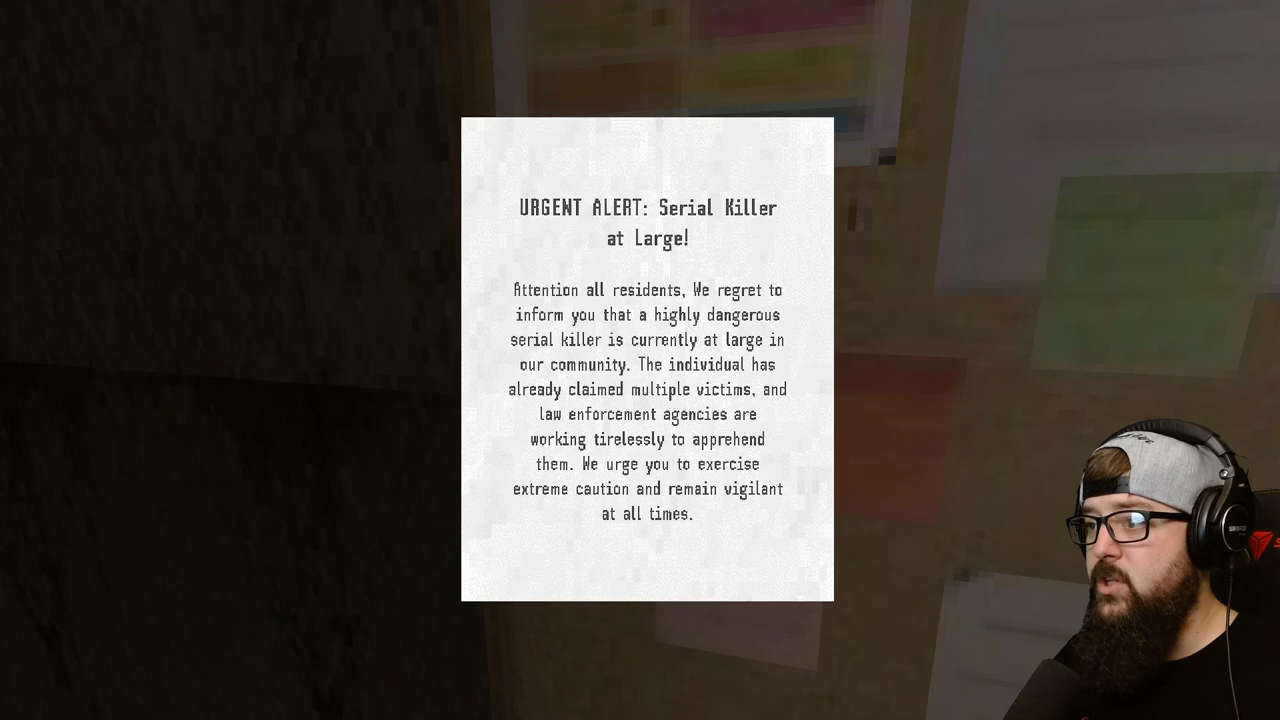 URGENT ALERT: Serial Killer
at Large!
Attention all residents, We regret to
inform you that a highly dangerous
serial killer is currently at large in
our community. The individual has
already claimed multiple victims, and
law enforcement agencies are
working tirelessly to apprehend
them. We urge you to exercise
extreme caution and remain vigilant
at all times.